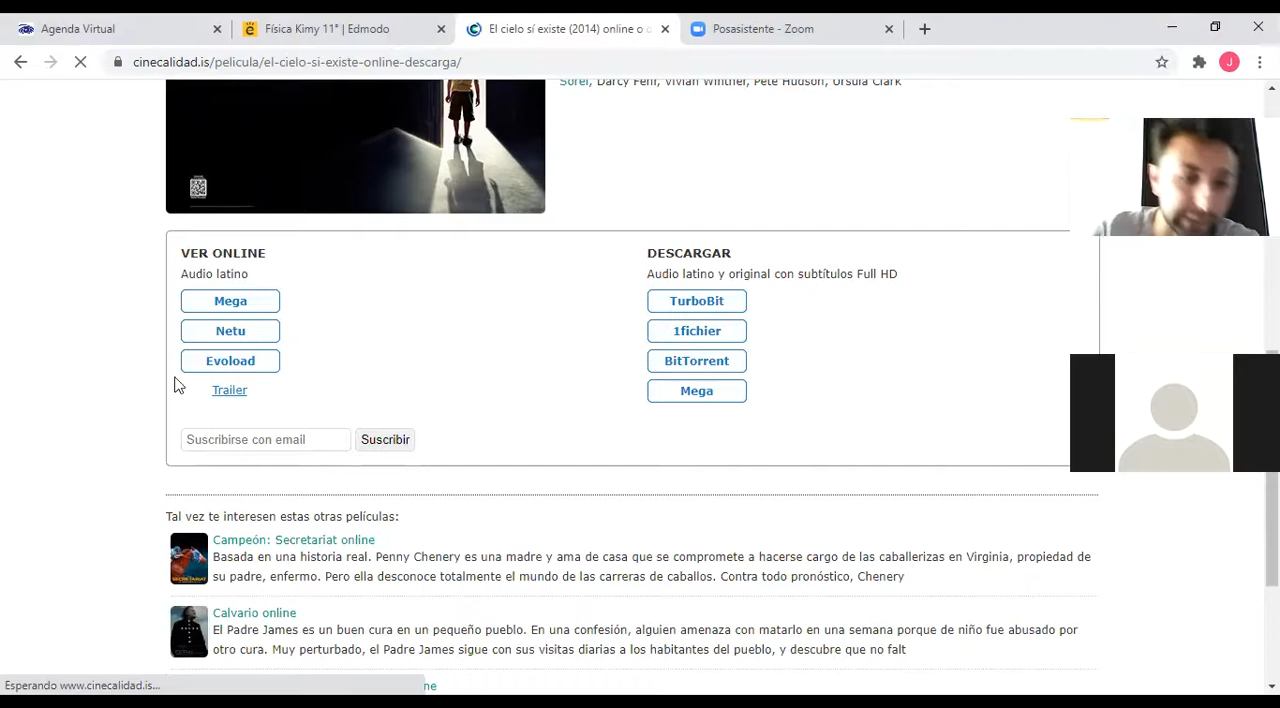 Agenda Virtual
Física Kimy 11° | Edmodo
El cielo sí existe (2014) online o
Posasistente - Zoom
cinecalidad.is/pelicula/el-cielo-si-existe-online-descarga/
J
Sorel, Darcy Fehr, Vivian Winther, Pete Hudson, Ursula Clark
VER ONLINE
Audio latino
Mega
Netu
Evoload
Trailer
DESCARGAR
Audio latino y original con subtítulos Full HD
TurboBit
1fichier
BitTorrent
Mega
Suscribirse con email
Suscribir
Tal vez te interesen estas otras películas:
Campeón: Secretariat online
Basada en una historia real. Penny Chenery es una madre y ama de casa que se compromete a hacerse cargo de las caballerizas en Virginia, propiedad de
su padre, enfermo. Pero ella desconoce totalmente el mundo de las carreras de caballos. Contra todo pronóstico, Chenery
Calvario online
El Padre James es un buen cura en un pequeño pueblo. En una confesión, alguien amenaza con matarlo en una semana porque de niño fue abusado por
otro cura. Muy perturbado, el Padre James sigue con sus visitas diarias a los habitantes del pueblo, y descubre que no falt
Esperando www.cinecalidad.is...
ne